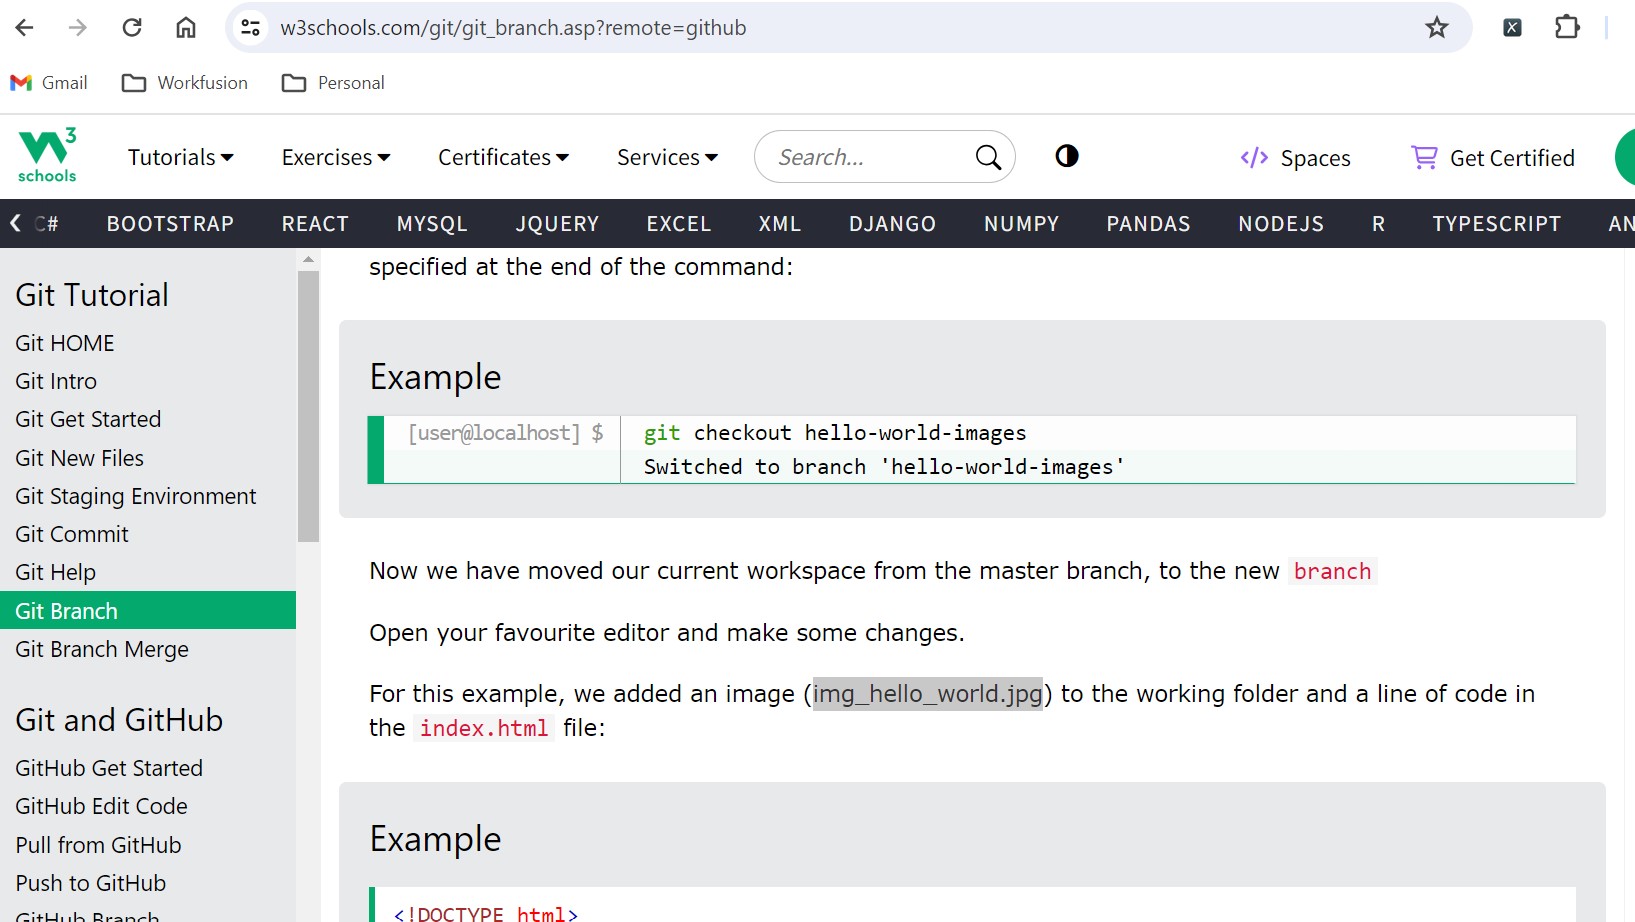 w3schools.com/git/git_branch.asp?remote=github
Gmail Workfusion Personal
W3 schools
Tutorials Exercises Certificates Services Search... Spaces Get Certified
C# BOOTSTRAP REACT MYSQL JQUERY EXCEL XML DJANGO NUMPY PANDAS NODEJS R TYPESCRIPT AN
Git Tutorial
Git HOME
Git Intro
Git Get Started
Git New Files
Git Staging Environment
Git Commit
Git Help
Git Branch
Git Branch Merge
Git and GitHub
GitHub Get Started
GitHub Edit Code
Pull from GitHub
Push to GitHub
GitHub Branch
specified at the end of the command:
Example
[user@localhost] $ git checkout hello-world-images
Switched to branch 'hello-world-images'
Now we have moved our current workspace from the master branch, to the new branch
Open your favourite editor and make some changes.
For this example, we added an image (img_hello_world.jpg) to the working folder and a line of code in
the index.html file:
Example
<!DOCTYPE html>